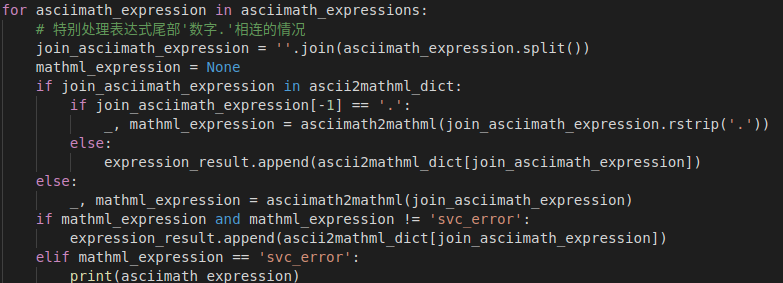 for asciimath_expression in asciimath_expressions:
# 特别处理表达式尾部'数字.'相连的情况
join_asciimath_expression = ''.join(asciimath_expression.split())
mathml_expression = None
if join_asciimath_expression in ascii2mathml_dict:
if join_asciimath_expression[-1] == '.':
_, mathml_expression = asciimath2mathml(join_asciimath_expression.rstrip('.'))
else:
expression_result.append(ascii2mathml_dict[join_asciimath_expression])
else:
_, mathml_expression = asciimath2mathml(join_asciimath_expression)
if mathml_expression and mathml_expression != 'svc_error':
expression_result.append(ascii2mathml_dict[join_asciimath_expression])
elif mathml_expression == 'svc_error':
print(asciimath_expression)